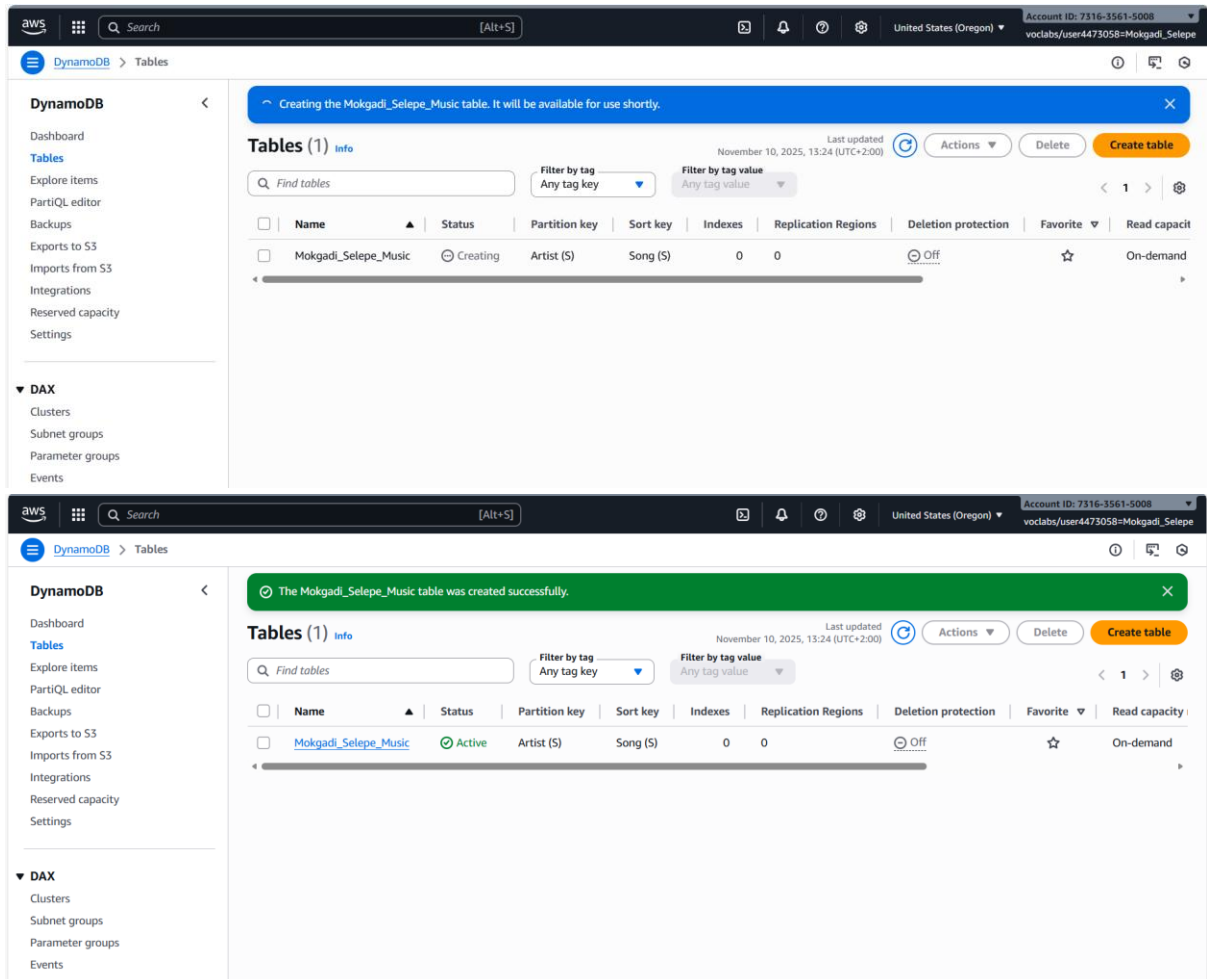 aws
Search [Alt+S] United States (Oregon) Account ID: 7316-3561-5008
voclabs/user4473058=Mokgadi_Selepe
DynamoDB > Tables
DynamoDB
Dashboard
Tables
Explore items
PartiQL editor
Backups
Exports to S3
Imports from S3
Integrations
Reserved capacity
Settings
DAX
Clusters
Subnet groups
Parameter groups
Events
Creating the Mokgadi_Selepe_Music table. It will be available for use shortly.
Tables (1) Info
Last updated
November 10, 2025, 13:24 (UTC+2:00)
Actions Delete Create table
Find tables
Filter by tag
Any tag key
Filter by tag value
Any tag value
1
Name Status Partition key Sort key Indexes Replication Regions Deletion protection Favorite Read capacit
Mokgadi_Selepe_Music Creating Artist (S) Song (S) 0 0 Off On-demand
aws
Search [Alt+S] United States (Oregon) Account ID: 7316-3561-5008
voclabs/user4473058=Mokgadi_Selepe
DynamoDB > Tables
DynamoDB
Dashboard
Tables
Explore items
PartiQL editor
Backups
Exports to S3
Imports from S3
Integrations
Reserved capacity
Settings
DAX
Clusters
Subnet groups
Parameter groups
Events
The Mokgadi_Selepe_Music table was created successfully.
Tables (1) Info
Last updated
November 10, 2025, 13:24 (UTC+2:00)
Actions Delete Create table
Find tables
Filter by tag
Any tag key
Filter by tag value
Any tag value
1
Name Status Partition key Sort key Indexes Replication Regions Deletion protection Favorite Read capacity
Mokgadi_Selepe_Music Active Artist (S) Song (S) 0 0 Off On-demand